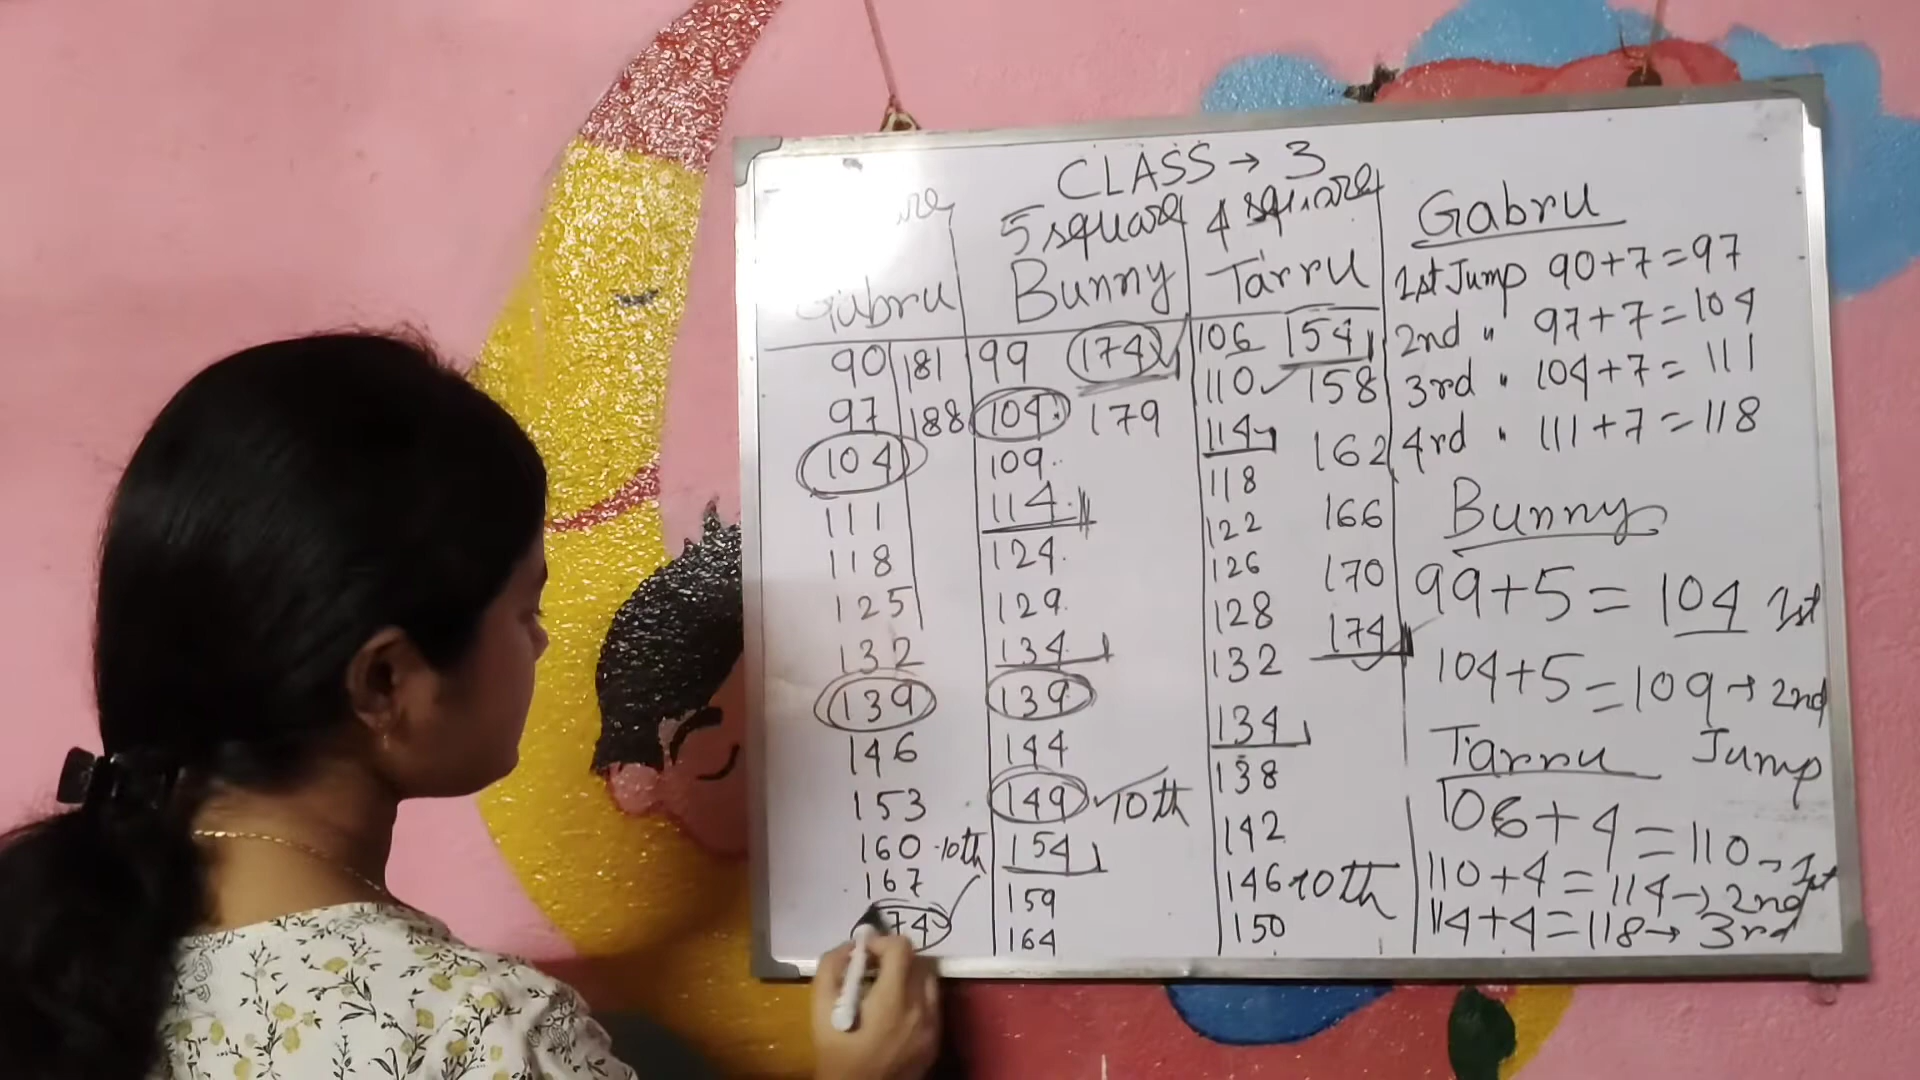 CLASS → 3
5 square
4 square
Gabru
Bunny
Tarru
90 181
97 188
104
111
118
125
132
139
146
153
160 10th
167
99 174
104 179
109
114
124
129
134
139
144
149 10th
154
159
164
106 154
110 158
114 162
118 166
122 170
126 174
128
132
134
138
142
146 10th
150
Gabru
1st Jump 90+7=97
2nd " 97+7=104
3rd " 104+7=111
4rd " 111+7=118
Bunny
99+5=104 1st
104+5=109→2nd
Jump
Tarru
106+4=110→1st
110+4=114→2nd
114+4=118→3rd